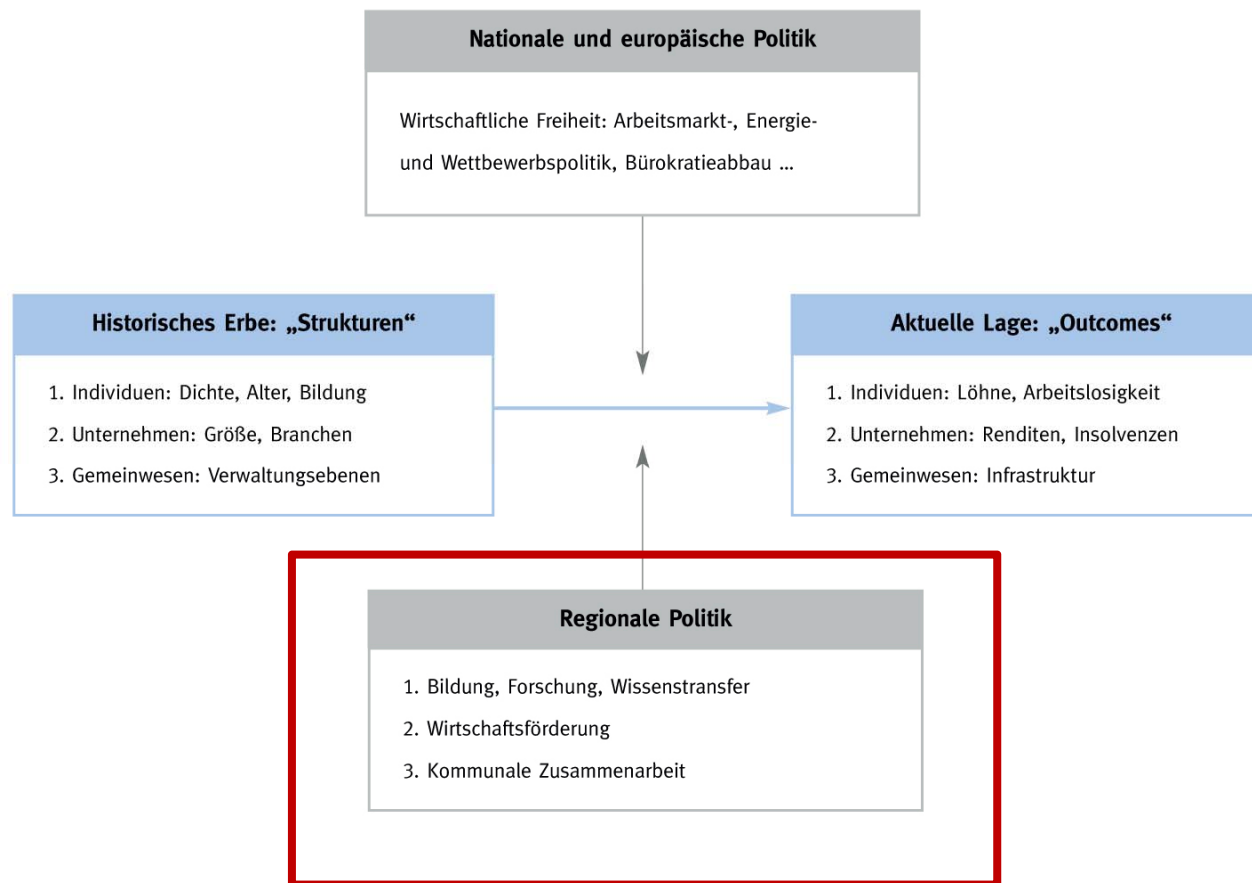 Nationale und europäische Politik
Wirtschaftliche Freiheit: Arbeitsmarkt-, Energie-
und Wettbewerbspolitik, Bürokratieabbau ...
Historisches Erbe: „Strukturen“
1. Individuen: Dichte, Alter, Bildung
2. Unternehmen: Größe, Branchen
3. Gemeinwesen: Verwaltungsebenen
Aktuelle Lage: „Outcomes“
1. Individuen: Löhne, Arbeitslosigkeit
2. Unternehmen: Renditen, Insolvenzen
3. Gemeinwesen: Infrastruktur
Regionale Politik
1. Bildung, Forschung, Wissenstransfer
2. Wirtschaftsförderung
3. Kommunale Zusammenarbeit